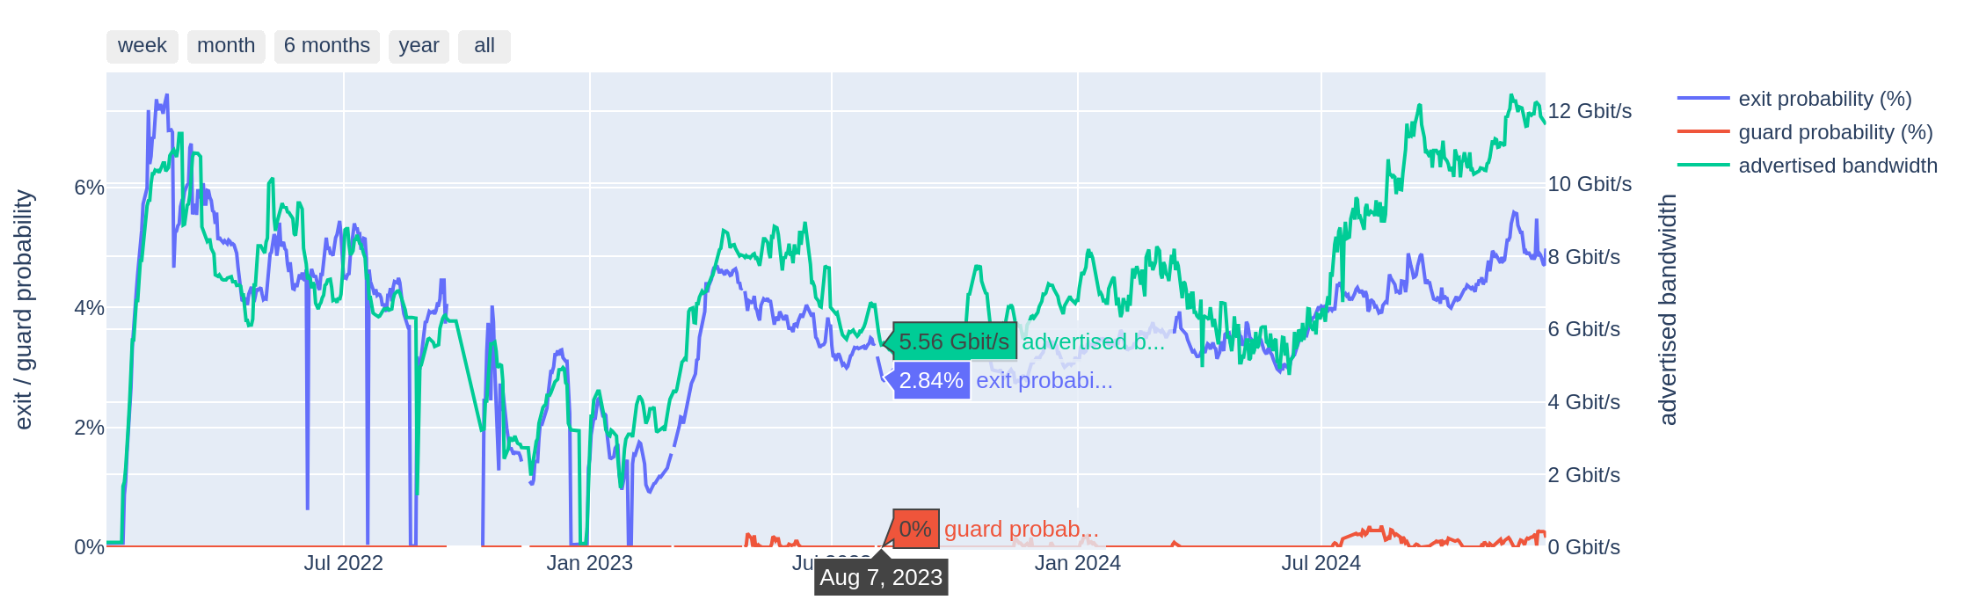 week month 6 months year all
exit / guard probability
6%
4%
2%
0%
12 Gbit/s
10 Gbit/s
8 Gbit/s
6 Gbit/s
4 Gbit/s
2 Gbit/s
0 Gbit/s
advertised bandwidth
exit probability (%)
guard probability (%)
advertised bandwidth
5.56 Gbit/s advertised b...
2.84% exit probabi...
0% guard probab...
Jul 2022 Jan 2023 Jan 2024 Jul 2024
Aug 7, 2023